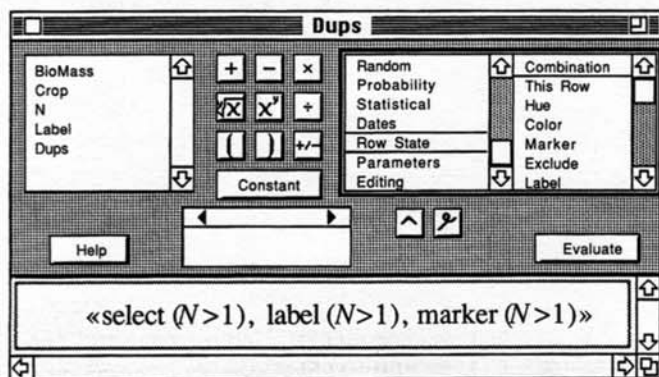 Dups
BioMass
Crop
N
Label
Dups
+ − ×
ʸ√X Xʸ ÷
( ) +/−
Constant
Random
Probability
Statistical
Dates
Row State
Parameters
Editing
Combination
This Row
Hue
Color
Marker
Exclude
Label
Help
Evaluate
«select (N>1), label (N>1), marker (N>1)»